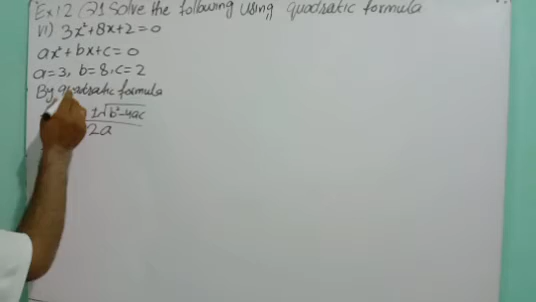 Ex 1.2 Q1 Solve the following using quadratic formula
vi) 3x²+8x+2=0
ax²+bx+c=0
a=3, b=8, c=2
By quadratic formula
±√b²-4ac
2a